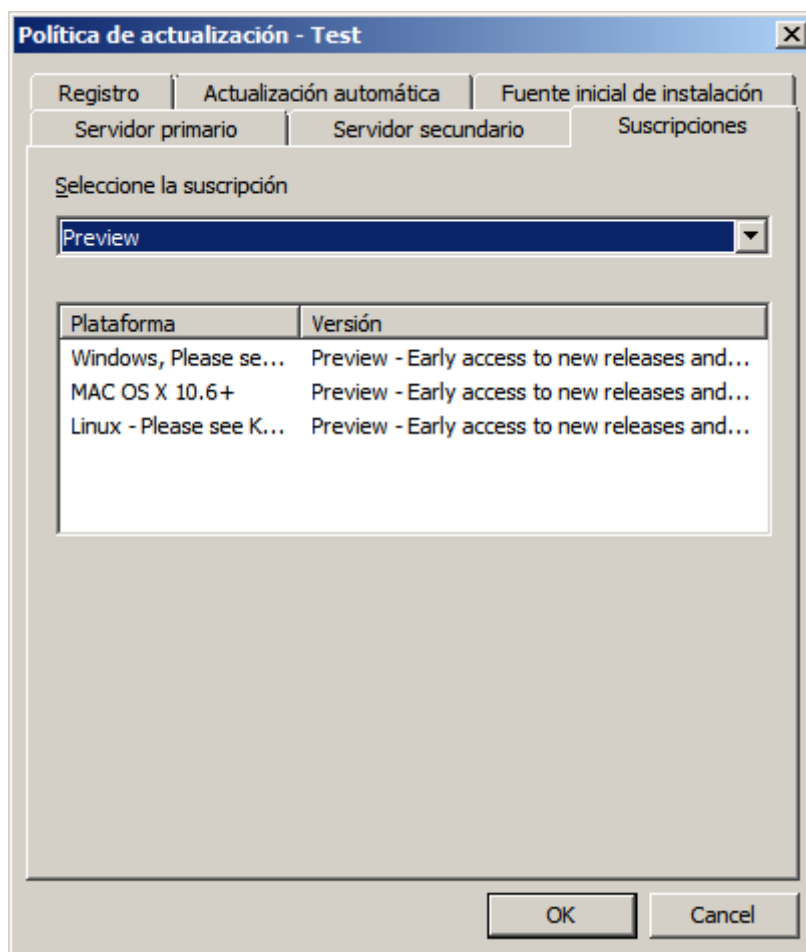 Política de actualización - Test
Registro Actualización automática Fuente inicial de instalación
Servidor primario Servidor secundario Suscripciones
Seleccione la suscripción
Preview
Plataforma Versión
Windows, Please se... Preview - Early access to new releases and...
MAC OS X 10.6+ Preview - Early access to new releases and...
Linux - Please see K... Preview - Early access to new releases and...
OK Cancel